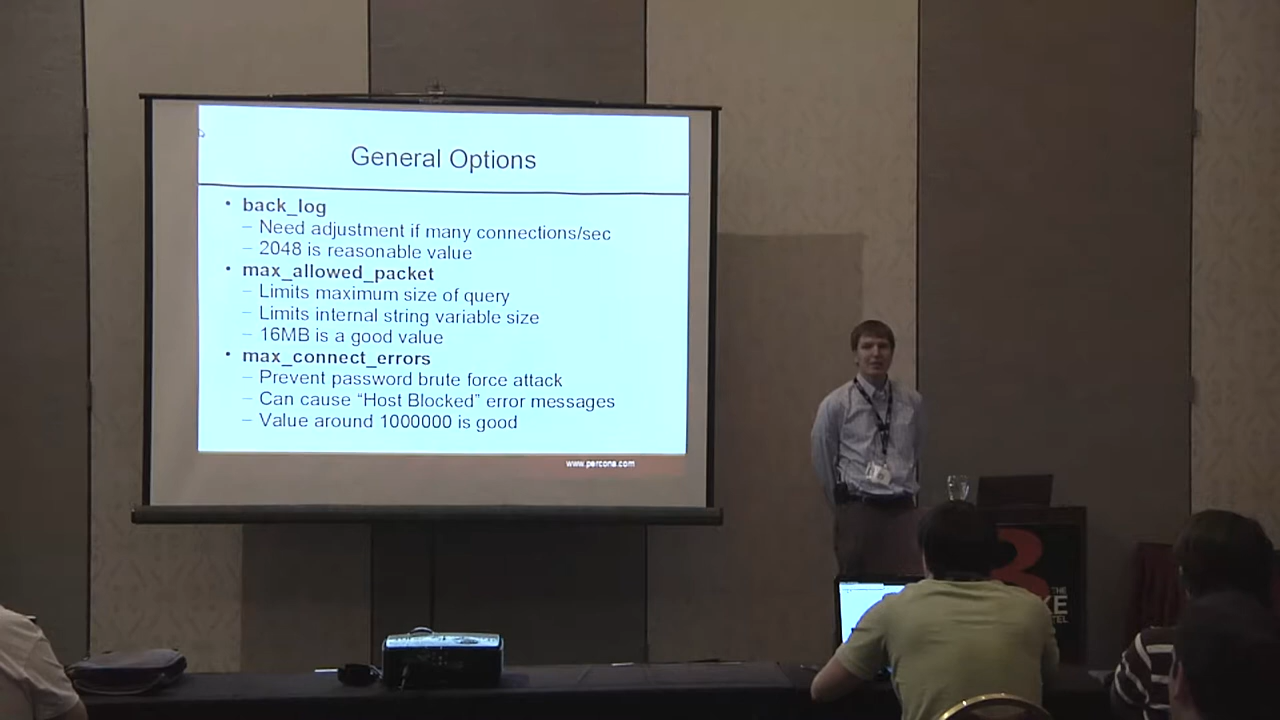 General Options
• back_log
– Need adjustment if many connections/sec
– 2048 is reasonable value
• max_allowed_packet
– Limits maximum size of query
– Limits internal string variable size
– 16MB is a good value
• max_connect_errors
– Prevent password brute force attack
– Can cause “Host Blocked” error messages
– Value around 1000000 is good
www.percona.com
THE